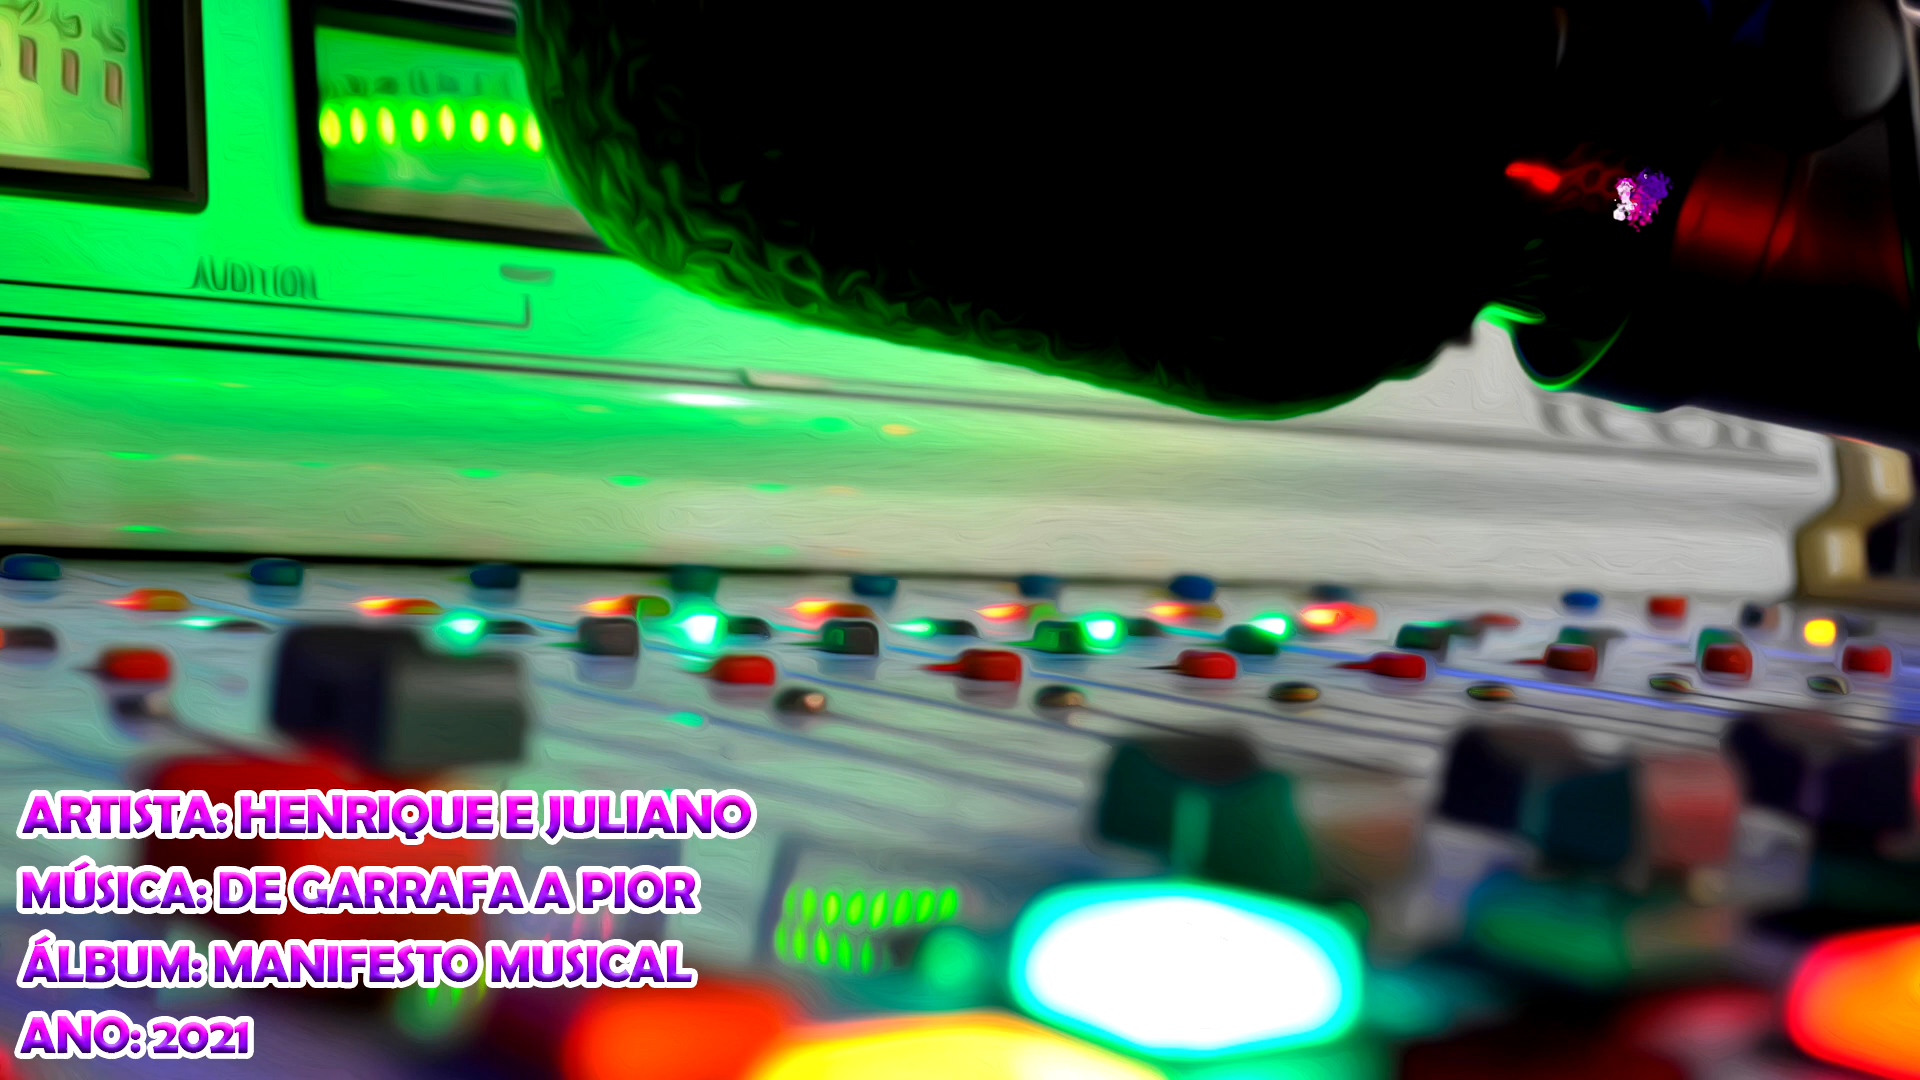 AUDITION
ARTISTA: HENRIQUE E JULIANO
MÚSICA: DE GARRAFA A PIOR
ÁLBUM: MANIFESTO MUSICAL
ANO: 2021